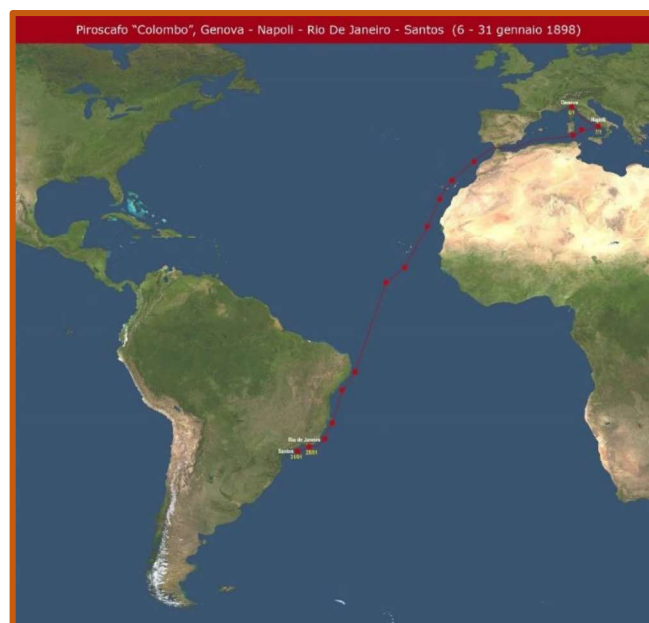 Piroscafo “Colombo”, Genova - Napoli - Rio De Janeiro - Santos (6 - 31 gennaio 1898)
Genova
Napoli
Rio de Janeiro
Santos